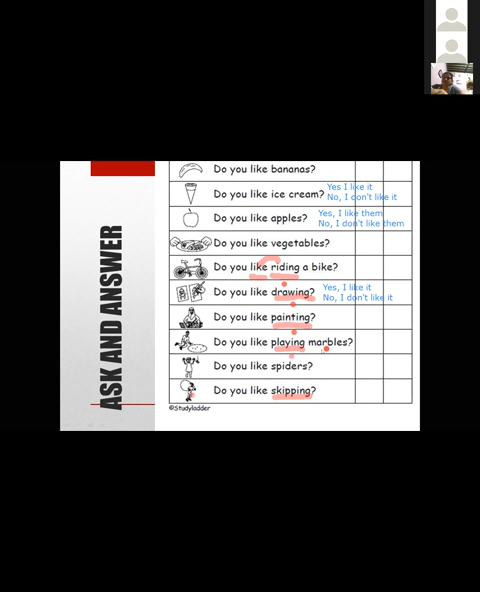 ASK AND ANSWER
Do you like bananas?
Do you like ice cream? Yes I like it
No, I don't like it
Do you like apples? Yes, I like them
No, I don't like them
Do you like vegetables?
Do you like riding a bike?
Do you like drawing? Yes, I like it
No, I don't like it
Do you like painting?
Do you like playing marbles?
Do you like spiders?
Do you like skipping?
©Studyladder